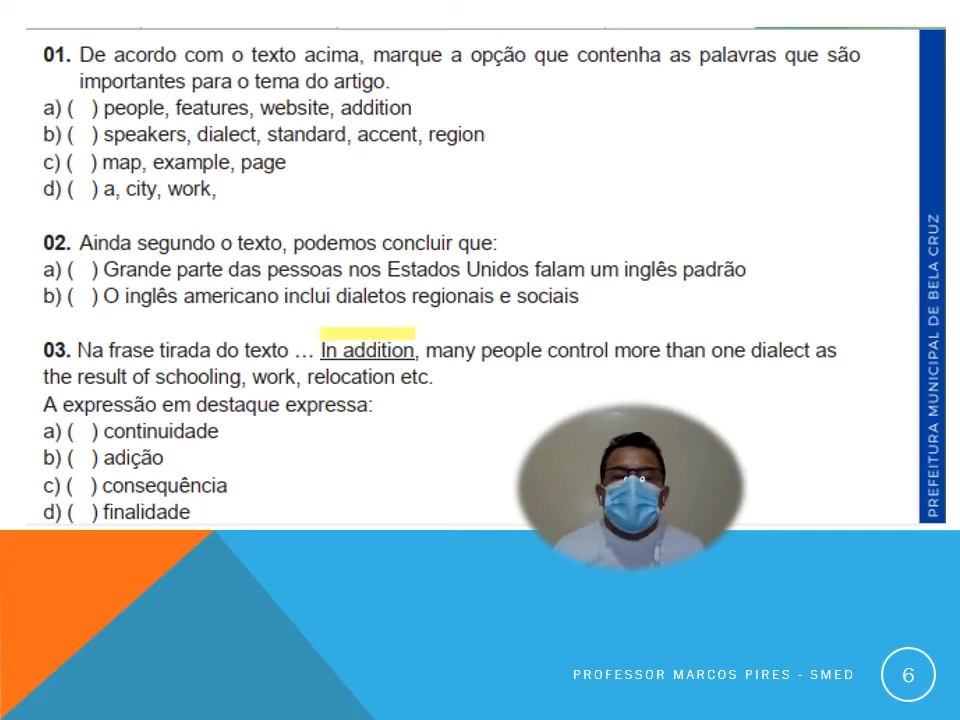 01. De acordo com o texto acima, marque a opção que contenha as palavras que são
importantes para o tema do artigo.
a) ( ) people, features, website, addition
b) ( ) speakers, dialect, standard, accent, region
c) ( ) map, example, page
d) ( ) a, city, work,
02. Ainda segundo o texto, podemos concluir que:
a) ( ) Grande parte das pessoas nos Estados Unidos falam um inglês padrão
b) ( ) O inglês americano inclui dialetos regionais e sociais
03. Na frase tirada do texto … In addition, many people control more than one dialect as
the result of schooling, work, relocation etc.
A expressão em destaque expressa:
a) ( ) continuidade
b) ( ) adição
c) ( ) consequência
d) ( ) finalidade
PREFEITURA MUNICIPAL DE BELA CRUZ
PROFESSOR MARCOS PIRES - SMED
6